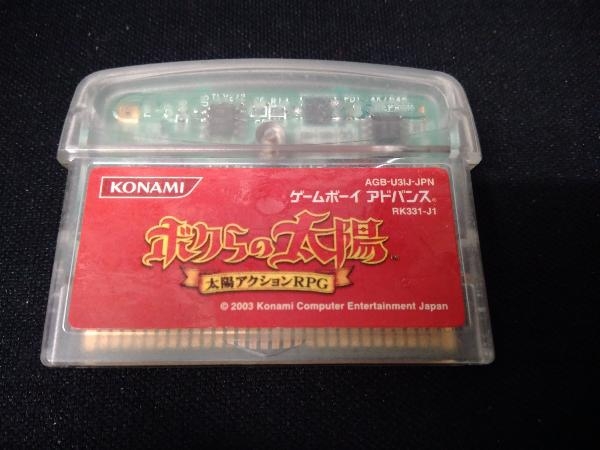 KONAMI
AGB-U3IJ-JPN
ゲームボーイ アドバンス®
RK331-J1
ボクらの太陽™
太陽アクションRPG
© 2003 Konami Computer Entertainment Japan